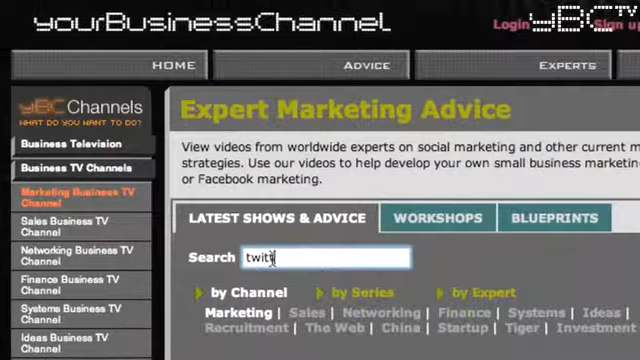 yourBusinessChannel
Login
Sign up
yBCTV
HOME
ADVICE
EXPERTS
yBC Channels
WHAT DO YOU WANT TO DO?
Business Television
Business TV Channels
Marketing Business TV
Channel
Sales Business TV
Channel
Networking Business TV
Channel
Finance Business TV
Channel
Systems Business TV
Channel
Ideas Business TV
Channel
Expert Marketing Advice
View videos from worldwide experts on social marketing and other current m
strategies. Use our videos to help develop your own small business marketin
or Facebook marketing.
LATEST SHOWS & ADVICE
WORKSHOPS
BLUEPRINTS
Search twitt
by Channel
by Series
by Expert
Marketing | Sales | Networking | Finance | Systems | Ideas |
Recruitment | The Web | China | Startup | Tiger | Investment